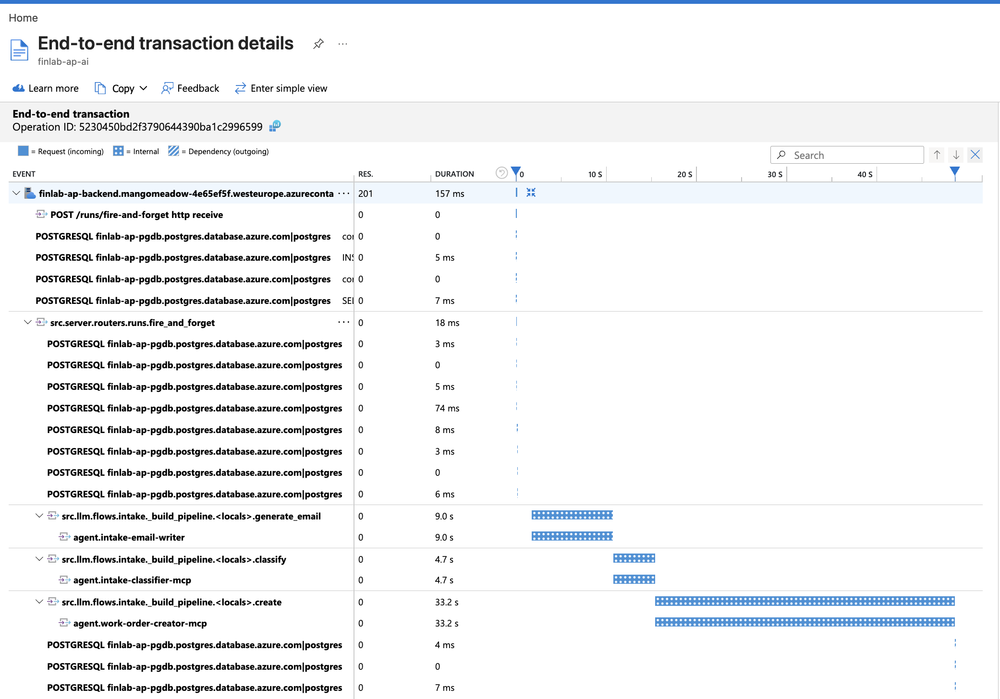 Home
End-to-end transaction details
finlab-ap-ai
Learn more Copy Feedback Enter simple view
End-to-end transaction
Operation ID: 5230450bd2f3790644390ba1c2996599
= Request (incoming) = Internal = Dependency (outgoing)
Search
EVENT RES. DURATION 0 10 S 20 S 30 S 40 S
finlab-ap-backend.mangomeadow-4e65ef5f.westeurope.azureconta ··· 201 157 ms
POST /runs/fire-and-forget http receive 0 0
POSTGRESQL finlab-ap-pgdb.postgres.database.azure.com|postgres 0 0
POSTGRESQL finlab-ap-pgdb.postgres.database.azure.com|postgres INS 0 5 ms
POSTGRESQL finlab-ap-pgdb.postgres.database.azure.com|postgres 0 0
POSTGRESQL finlab-ap-pgdb.postgres.database.azure.com|postgres SEL 0 7 ms
src.server.routers.runs.fire_and_forget ··· 0 18 ms
POSTGRESQL finlab-ap-pgdb.postgres.database.azure.com|postgres 0 3 ms
POSTGRESQL finlab-ap-pgdb.postgres.database.azure.com|postgres 0 0
POSTGRESQL finlab-ap-pgdb.postgres.database.azure.com|postgres 0 5 ms
POSTGRESQL finlab-ap-pgdb.postgres.database.azure.com|postgres 0 74 ms
POSTGRESQL finlab-ap-pgdb.postgres.database.azure.com|postgres 0 8 ms
POSTGRESQL finlab-ap-pgdb.postgres.database.azure.com|postgres 0 3 ms
POSTGRESQL finlab-ap-pgdb.postgres.database.azure.com|postgres 0 0
POSTGRESQL finlab-ap-pgdb.postgres.database.azure.com|postgres 0 6 ms
src.llm.flows.intake._build_pipeline.<locals>.generate_email 0 9.0 s
agent.intake-email-writer 0 9.0 s
src.llm.flows.intake._build_pipeline.<locals>.classify 0 4.7 s
agent.intake-classifier-mcp 0 4.7 s
src.llm.flows.intake._build_pipeline.<locals>.create 0 33.2 s
agent.work-order-creator-mcp 0 33.2 s
POSTGRESQL finlab-ap-pgdb.postgres.database.azure.com|postgres 0 4 ms
POSTGRESQL finlab-ap-pgdb.postgres.database.azure.com|postgres 0 0
POSTGRESQL finlab-ap-pgdb.postgres.database.azure.com|postgres 0 7 ms